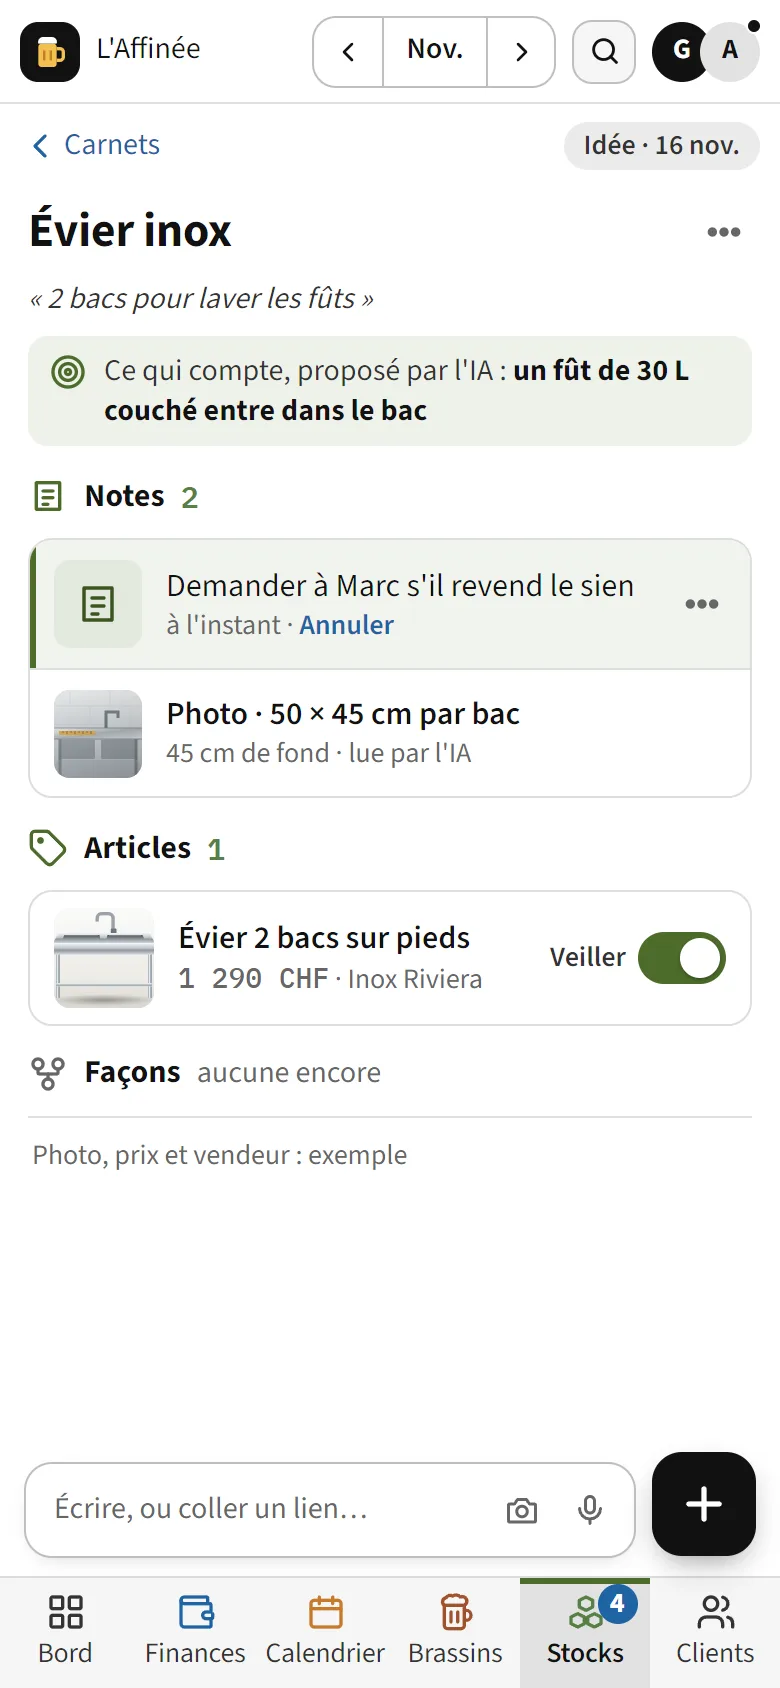 L'Affinée
Nov.
G
A
Carnets
Idée · 16 nov.
Évier inox
« 2 bacs pour laver les fûts »
Ce qui compte, proposé par l'IA : un fût de 30 L
couché entre dans le bac
Notes 2
Demander à Marc s'il revend le sien
à l'instant · Annuler
Photo · 50 × 45 cm par bac
45 cm de fond · lue par l'IA
Articles 1
Évier 2 bacs sur pieds
1 290 CHF · Inox Riviera
Veiller
Façons aucune encore
Photo, prix et vendeur : exemple
Écrire, ou coller un lien…
4
Bord
Finances
Calendrier
Brassins
Stocks
Clients